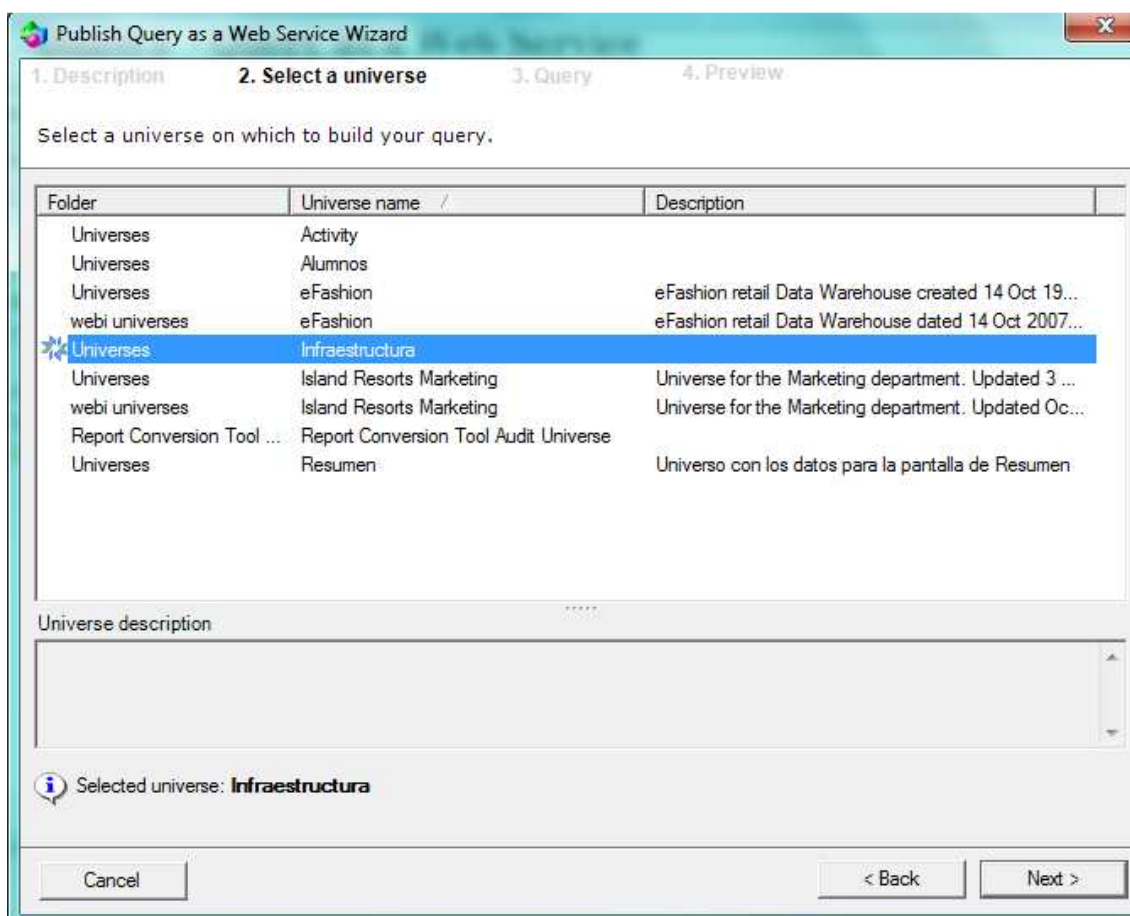 Publish Query as a Web Service Wizard
1. Description 2. Select a universe 3. Query 4. Preview
Select a universe on which to build your query.
Folder Universe name Description
Universes Activity
Universes Alumnos
Universes eFashion eFashion retail Data Warehouse created 14 Oct 19...
webi universes eFashion eFashion retail Data Warehouse dated 14 Oct 2007...
Universes Infraestructura
Universes Island Resorts Marketing Universe for the Marketing department. Updated 3 ...
webi universes Island Resorts Marketing Universe for the Marketing department. Updated Oc...
Report Conversion Tool ... Report Conversion Tool Audit Universe
Universes Resumen Universo con los datos para la pantalla de Resumen
Universe description
Selected universe: Infraestructura
Cancel < Back Next >